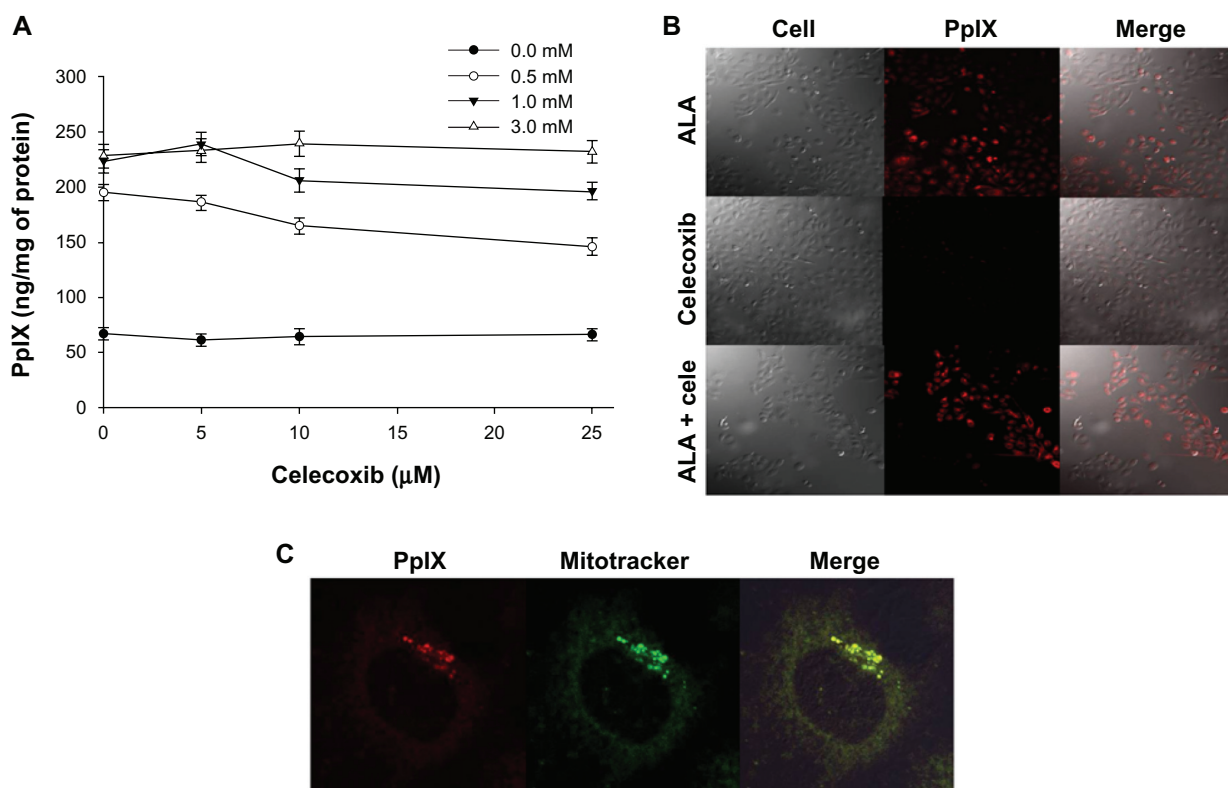 A
0.0 mM
0.5 mM
1.0 mM
3.0 mM
PpIX (ng/mg of protein)
300
250
200
150
100
50
0
0 5 10 15 20 25
Celecoxib (μM)
B
Cell PpIX Merge
ALA
Celecoxib
ALA + cele
C
PpIX Mitotracker Merge